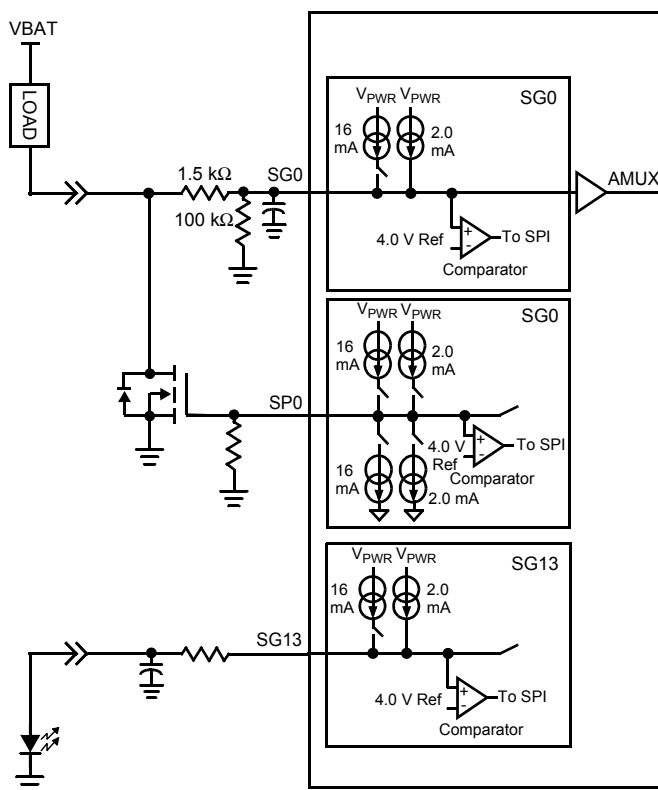 VBAT
LOAD
1.5 kΩ
100 kΩ
SG0
SG0
VPWR VPWR
16 mA
2.0 mA
4.0 V Ref
+
-
To SPI
Comparator
AMUX
SG0
VPWR VPWR
16 mA
2.0 mA
SP0
4.0 V Ref
+
-
To SPI
Comparator
16 mA
2.0 mA
SG13
VPWR VPWR
16 mA
2.0 mA
SG13
4.0 V Ref
+
-
To SPI
Comparator